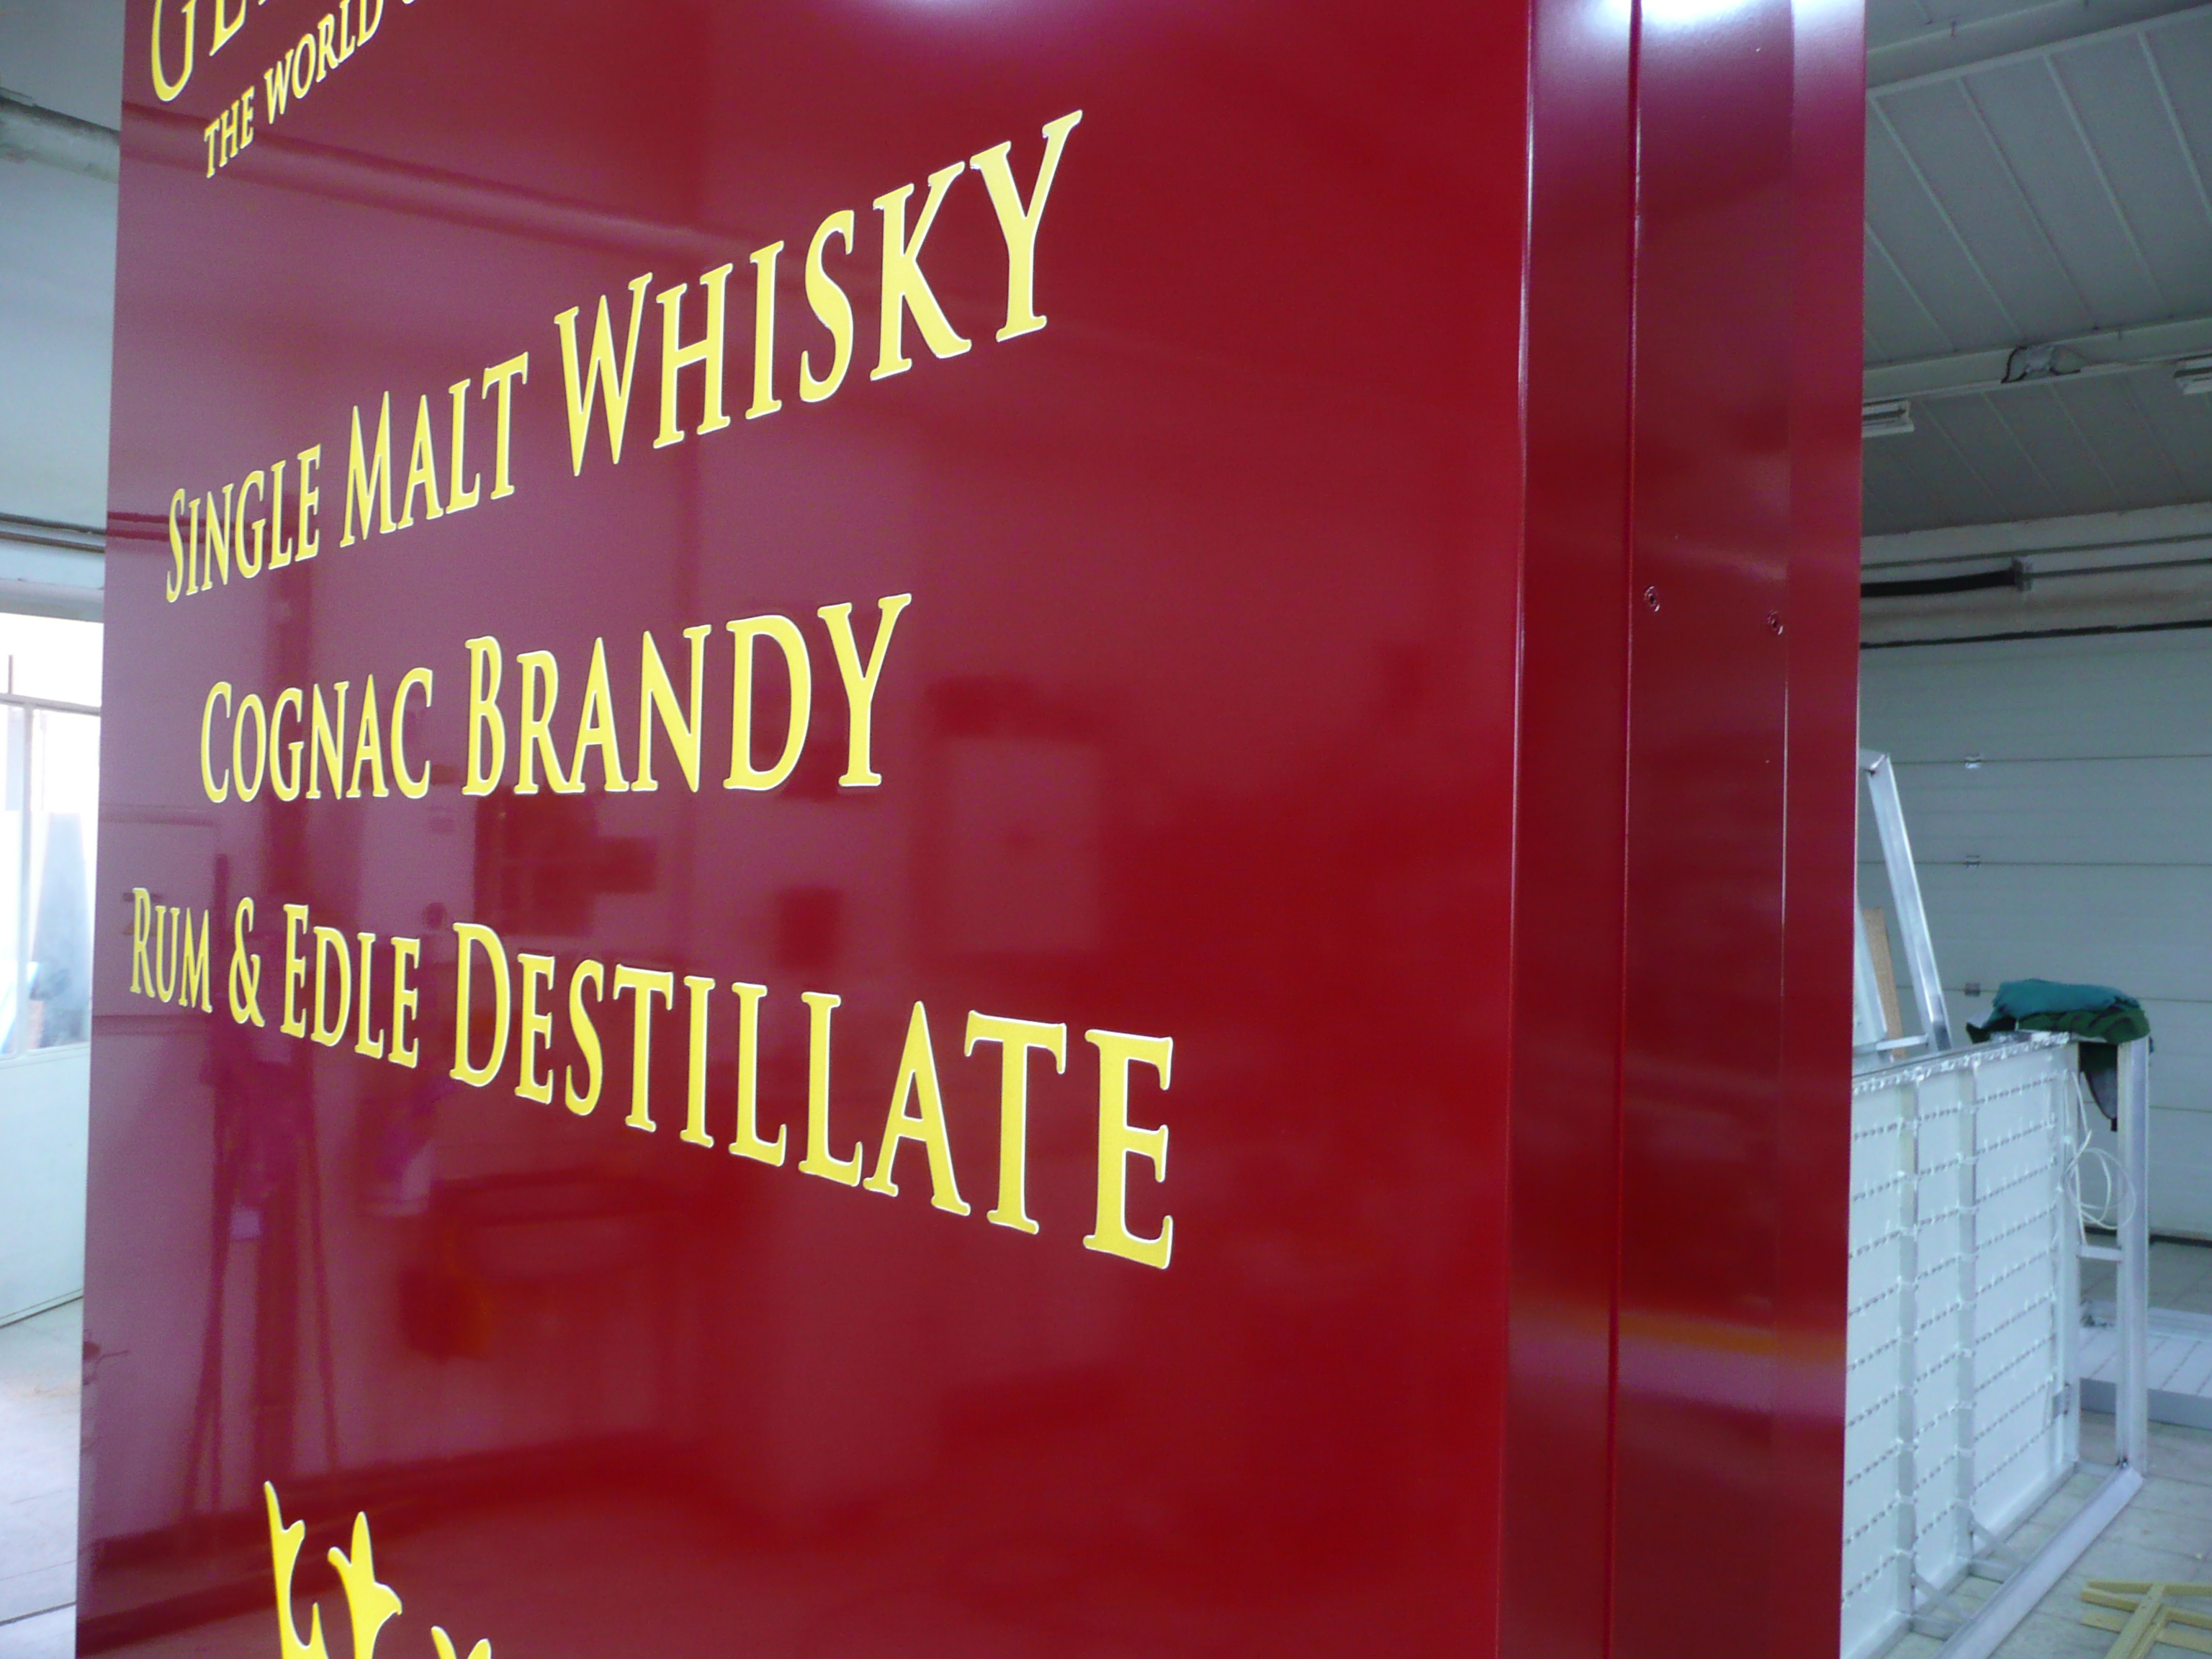 THE WORLD
SINGLE MALT WHISKY
COGNAC BRANDY
RUM & EDLE DESTILLATE